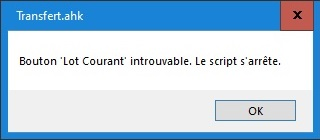 Transfert.ahk
Bouton 'Lot Courant' introuvable. Le script s'arrête.
OK